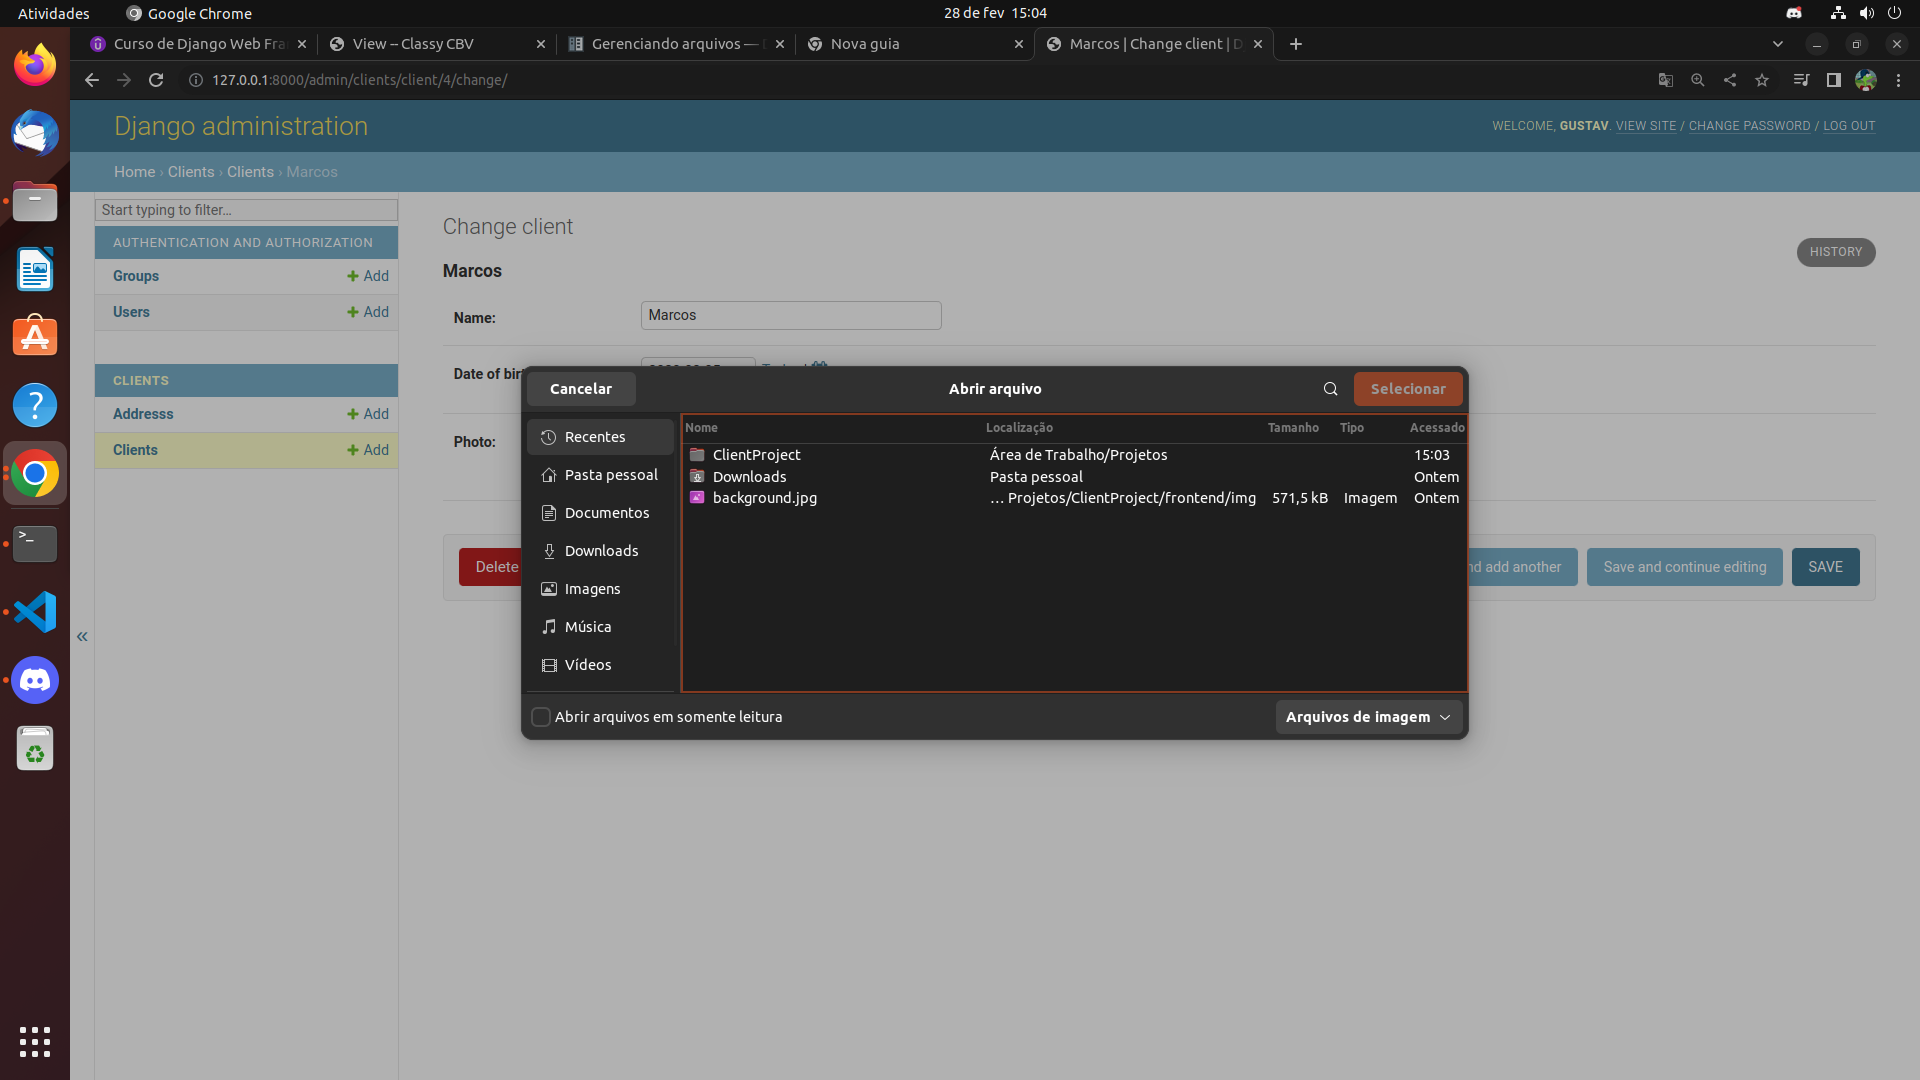 Atividades
Google Chrome
28 de fev 15:04
Curso de Django Web Fra
View – Classy CBV
Gerenciando arquivos —
Nova guia
Marcos | Change client | D
127.0.0.1:8000/admin/clients/client/4/change/
Django administration
WELCOME, GUSTAV. VIEW SITE / CHANGE PASSWORD / LOG OUT
Home › Clients › Clients › Marcos
Start typing to filter...
AUTHENTICATION AND AUTHORIZATION
Groups
Add
Users
Add
CLIENTS
Addresss
Add
Clients
Add
Change client
HISTORY
Marcos
Name:
Marcos
Date of birt
Photo:
Cancelar
Abrir arquivo
Selecionar
Recentes
Pasta pessoal
Documentos
Downloads
Imagens
Música
Vídeos
Nome Localização Tamanho Tipo Acessado
ClientProject Área de Trabalho/Projetos 15:03
Downloads Pasta pessoal Ontem
background.jpg … Projetos/ClientProject/frontend/img 571,5 kB Imagem Ontem
Abrir arquivos em somente leitura
Arquivos de imagem
Delete
nd add another
Save and continue editing
SAVE
«